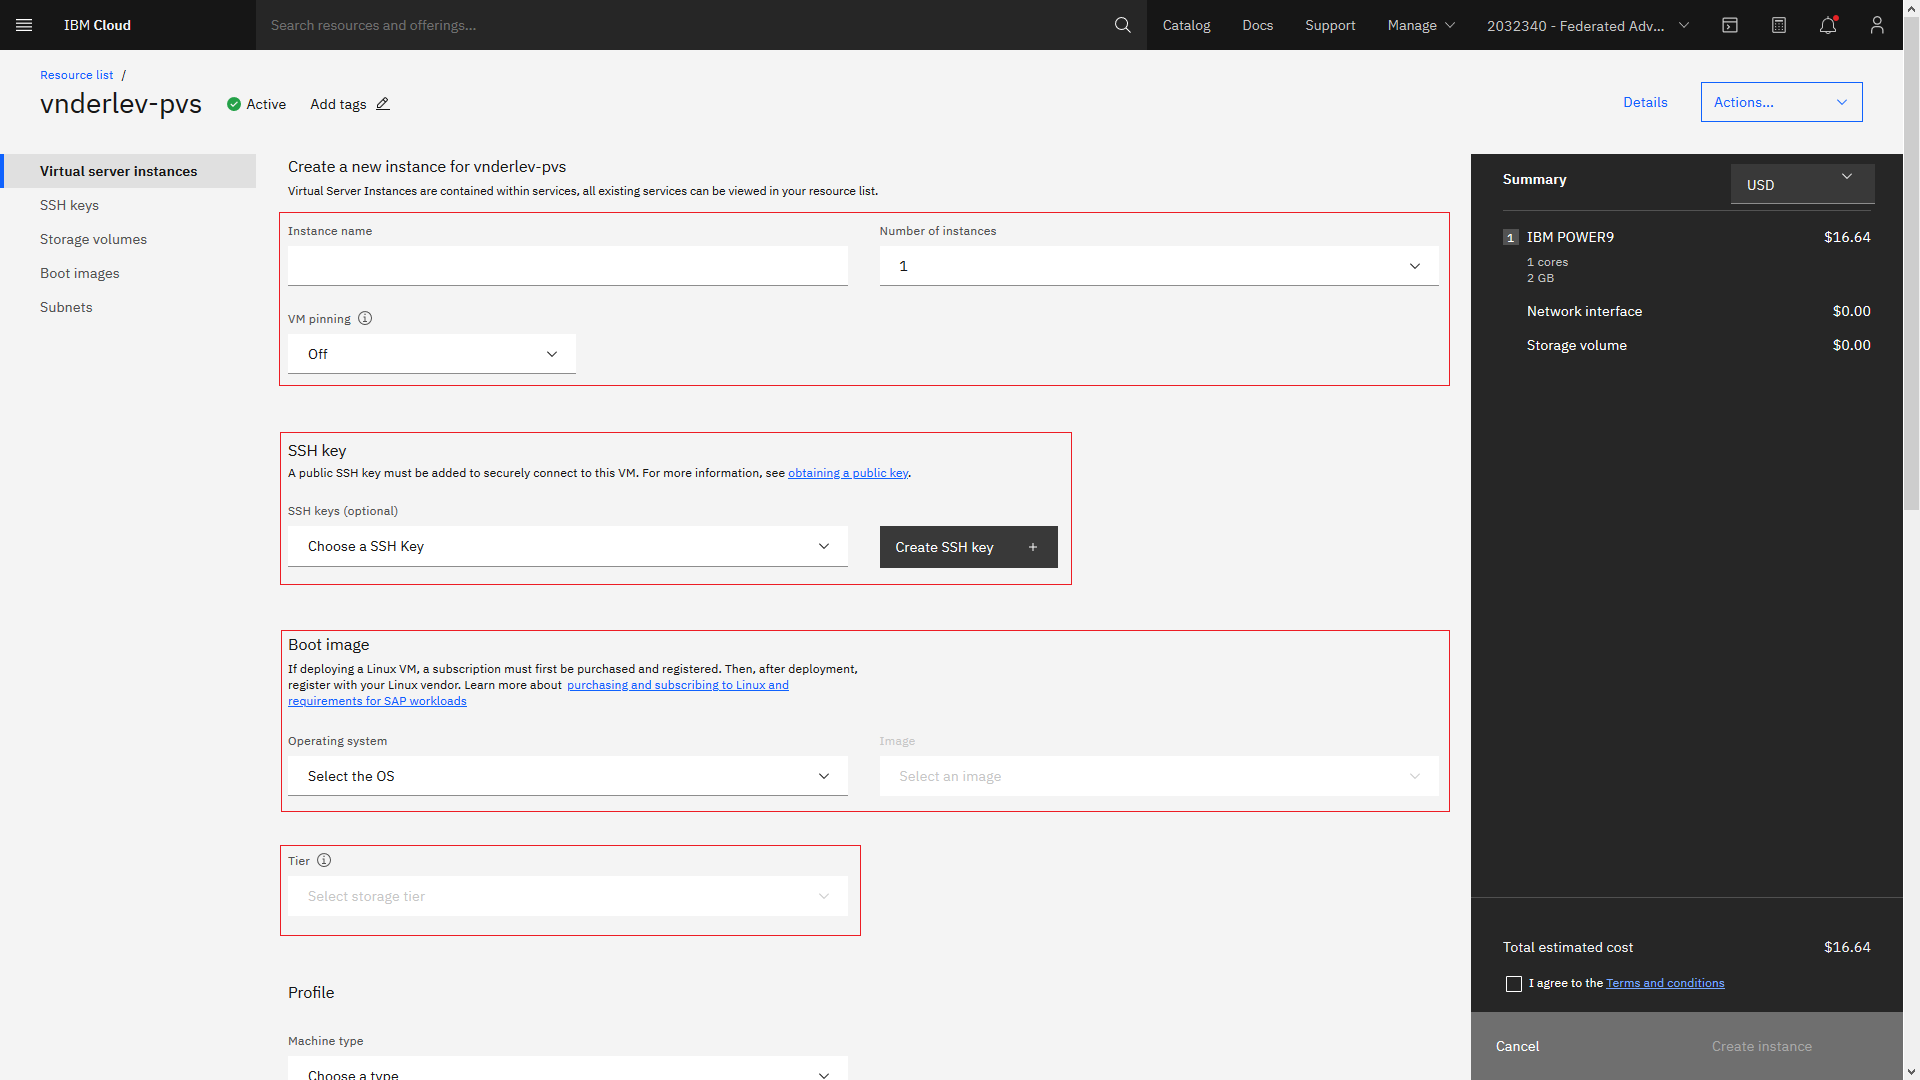 IBM Cloud
Search resources and offerings...
Catalog
Docs
Support
Manage
2032340 - Federated Adv...
Resource list /
vnderlev-pvs
Active
Add tags
Details
Actions...
Virtual server instances
SSH keys
Storage volumes
Boot images
Subnets
Create a new instance for vnderlev-pvs
Virtual Server Instances are contained within services, all existing services can be viewed in your resource list.
Instance name
Number of instances
1
VM pinning
Off
SSH key
A public SSH key must be added to securely connect to this VM. For more information, see obtaining a public key.
SSH keys (optional)
Choose a SSH Key
Create SSH key +
Boot image
If deploying a Linux VM, a subscription must first be purchased and registered. Then, after deployment,
register with your Linux vendor. Learn more about purchasing and subscribing to Linux and
requirements for SAP workloads
Operating system
Select the OS
Image
Select an image
Tier
Select storage tier
Profile
Machine type
Choose a type
Summary
USD
1 IBM POWER9 $16.64
1 cores
2 GB
Network interface $0.00
Storage volume $0.00
Total estimated cost $16.64
I agree to the Terms and conditions
Cancel
Create instance